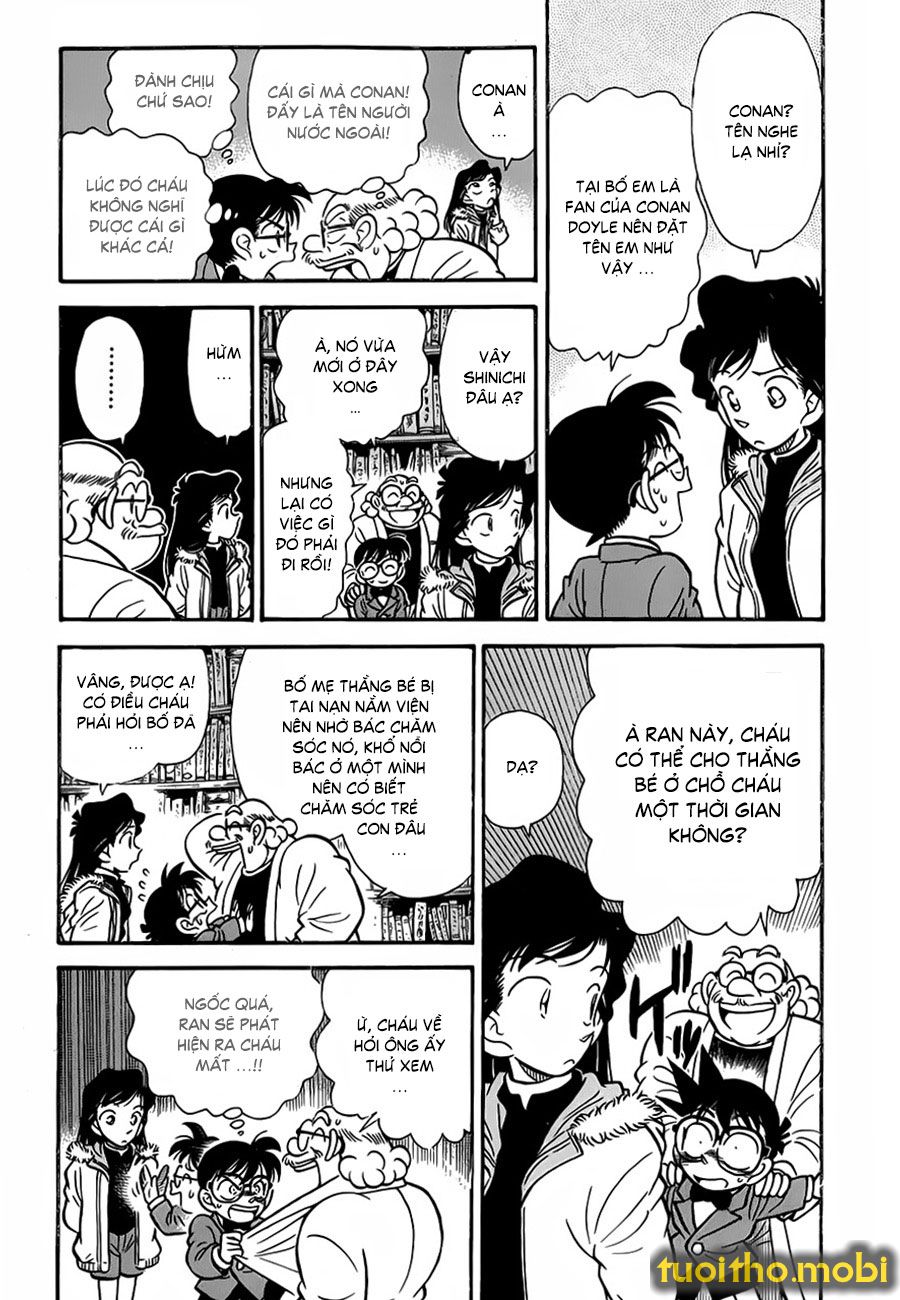 CONAN?
TÊN NGHE
LẠ NHỈ?
TẠI BỐ EM LÀ
FAN CỦA CONAN
DOYLE NÊN ĐẶT
TÊN EM NHƯ
VẬY ...
CONAN
À
...
CÁI GÌ MÀ CONAN!
ĐẤY LÀ TÊN NGƯỜI
NƯỚC NGOÀI!
ĐÀNH CHỊU
CHỨ SAO!
LÚC ĐÓ CHÁU
KHÔNG NGHĨ
ĐƯỢC CÁI GÌ
KHÁC CẢ!
VẬY
SHINICHI
ĐÂU Ạ?
À, NÓ VỪA
MỚI Ở ĐÂY
XONG
...
NHƯNG
LẠI CÓ
VIỆC GÌ
ĐÓ PHẢI
ĐI RỒI!
HỪM
...
.........
À RAN NÀY, CHÁU
CÓ THỂ CHO THẰNG
BÉ Ở CHỖ CHÁU
MỘT THỜI GIAN
KHÔNG?
DẠ?
BỐ MẸ THẰNG BÉ BỊ
TAI NẠN NẰM VIỆN
NÊN NHỜ BÁC CHĂM
SÓC NÓ, KHỔ NỖI
BÁC Ở MỘT MÌNH
NÊN CÓ BIẾT
CHĂM SÓC TRẺ
CON ĐÂU
...
VÂNG, ĐƯỢC Ạ!
CÓ ĐIỀU CHÁU
PHẢI HỎI BỐ ĐÃ
...
Ừ, CHÁU VỀ
HỎI ÔNG ẤY
THỬ XEM
...
NGỐC QUÁ,
RAN SẼ PHÁT
HIỆN RA CHÁU
MẤT ...!!
tuoitho.mobi